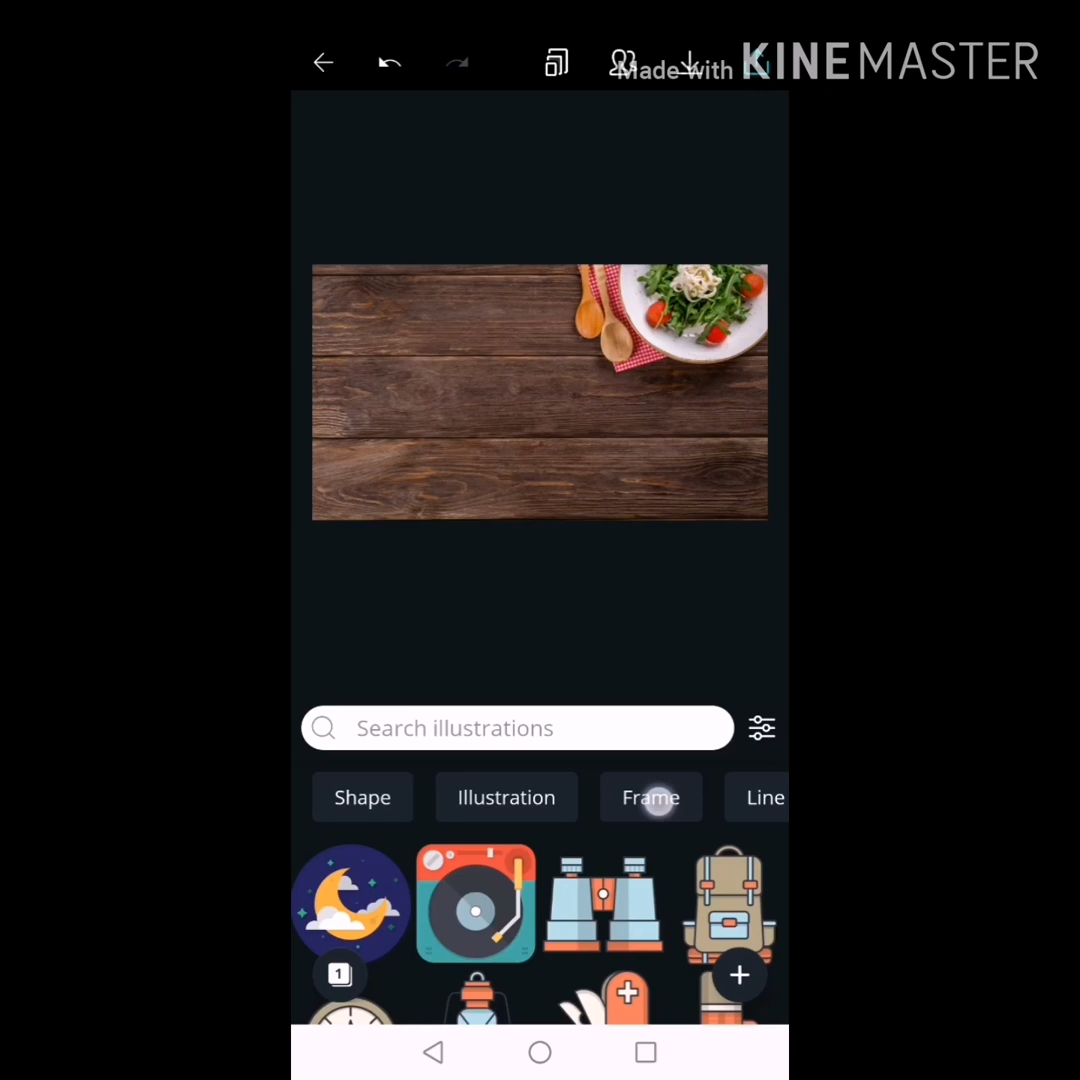 Made with KINEMASTER
Search illustrations
Shape
Illustration
Frame
Line
1